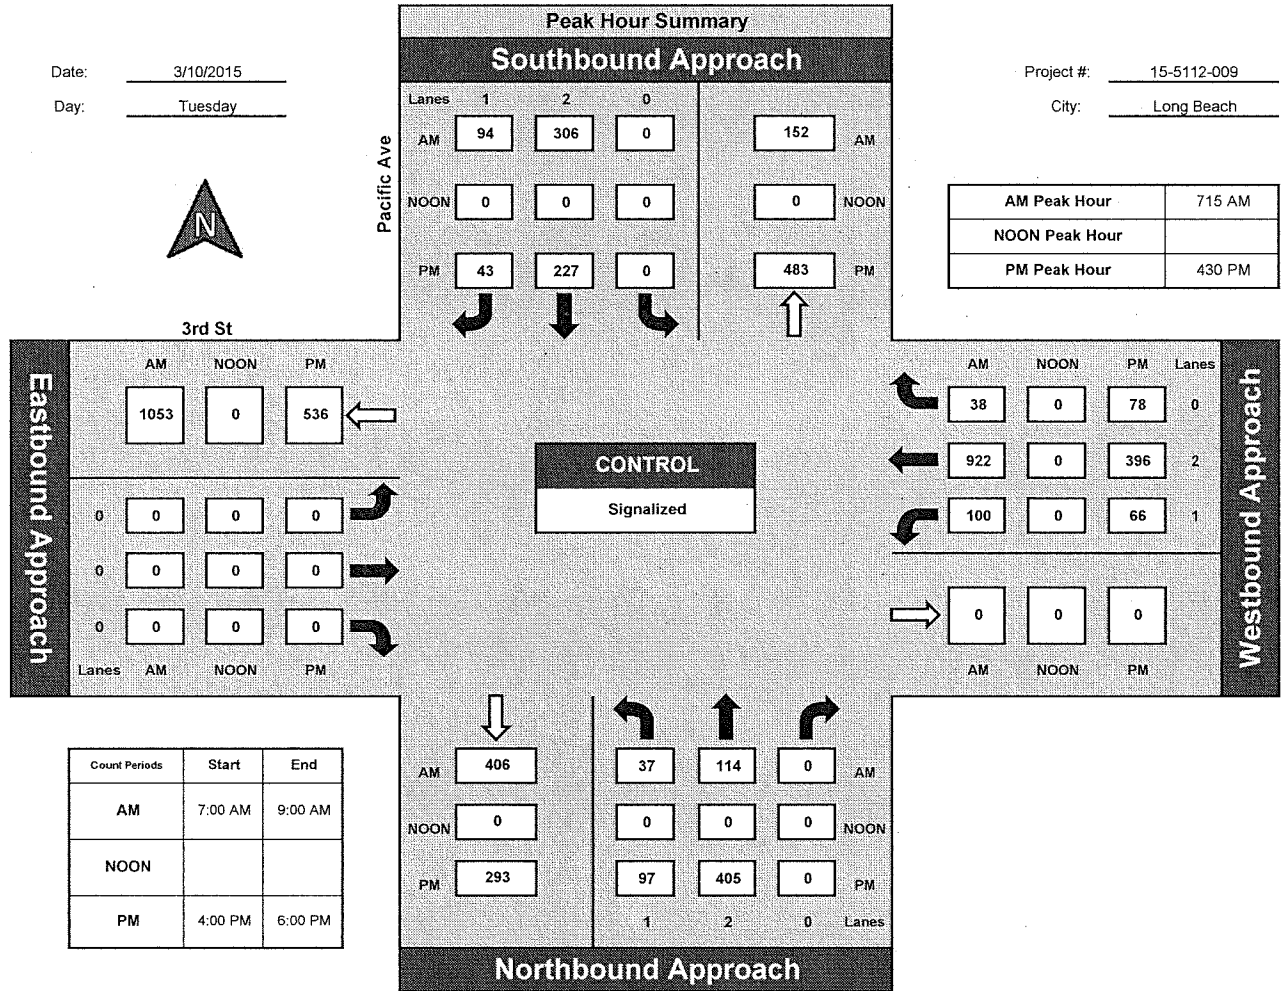 Peak Hour Summary
Southbound Approach
Date: 3/10/2015
Day: Tuesday
Project #: 15-5112-009
City: Long Beach
N
Pacific Ave
Lanes 1 2 0
AM 94 306 0 152 AM
NOON 0 0 0 0 NOON
PM 43 227 0 483 PM
AM Peak Hour 715 AM
NOON Peak Hour
PM Peak Hour 430 PM
3rd St
Eastbound Approach
AM NOON PM
1053 0 536
0 0 0 0
0 0 0 0
0 0 0 0
Lanes AM NOON PM
CONTROL
Signalized
AM NOON PM Lanes
38 0 78 0
922 0 396 2
100 0 66 1
0 0 0
AM NOON PM
Westbound Approach
Count Periods Start End
AM 7:00 AM 9:00 AM
NOON
PM 4:00 PM 6:00 PM
AM 406 37 114 0 AM
NOON 0 0 0 0 NOON
PM 293 97 405 0 PM
1 2 0 Lanes
Northbound Approach